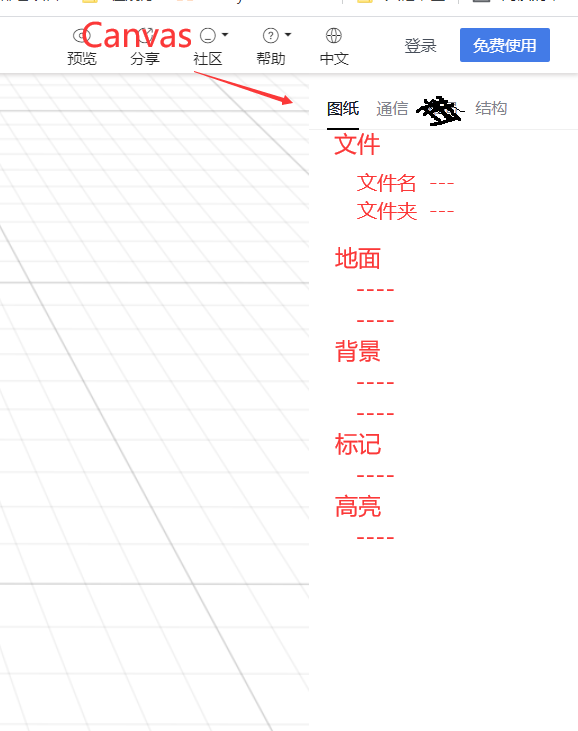 Canvas
预览 分享 社区 帮助 中文 登录 免费使用
图纸 通信 结构
文件
文件名 ---
文件夹 ---
地面
----
----
背景
----
----
标记
----
高亮
----